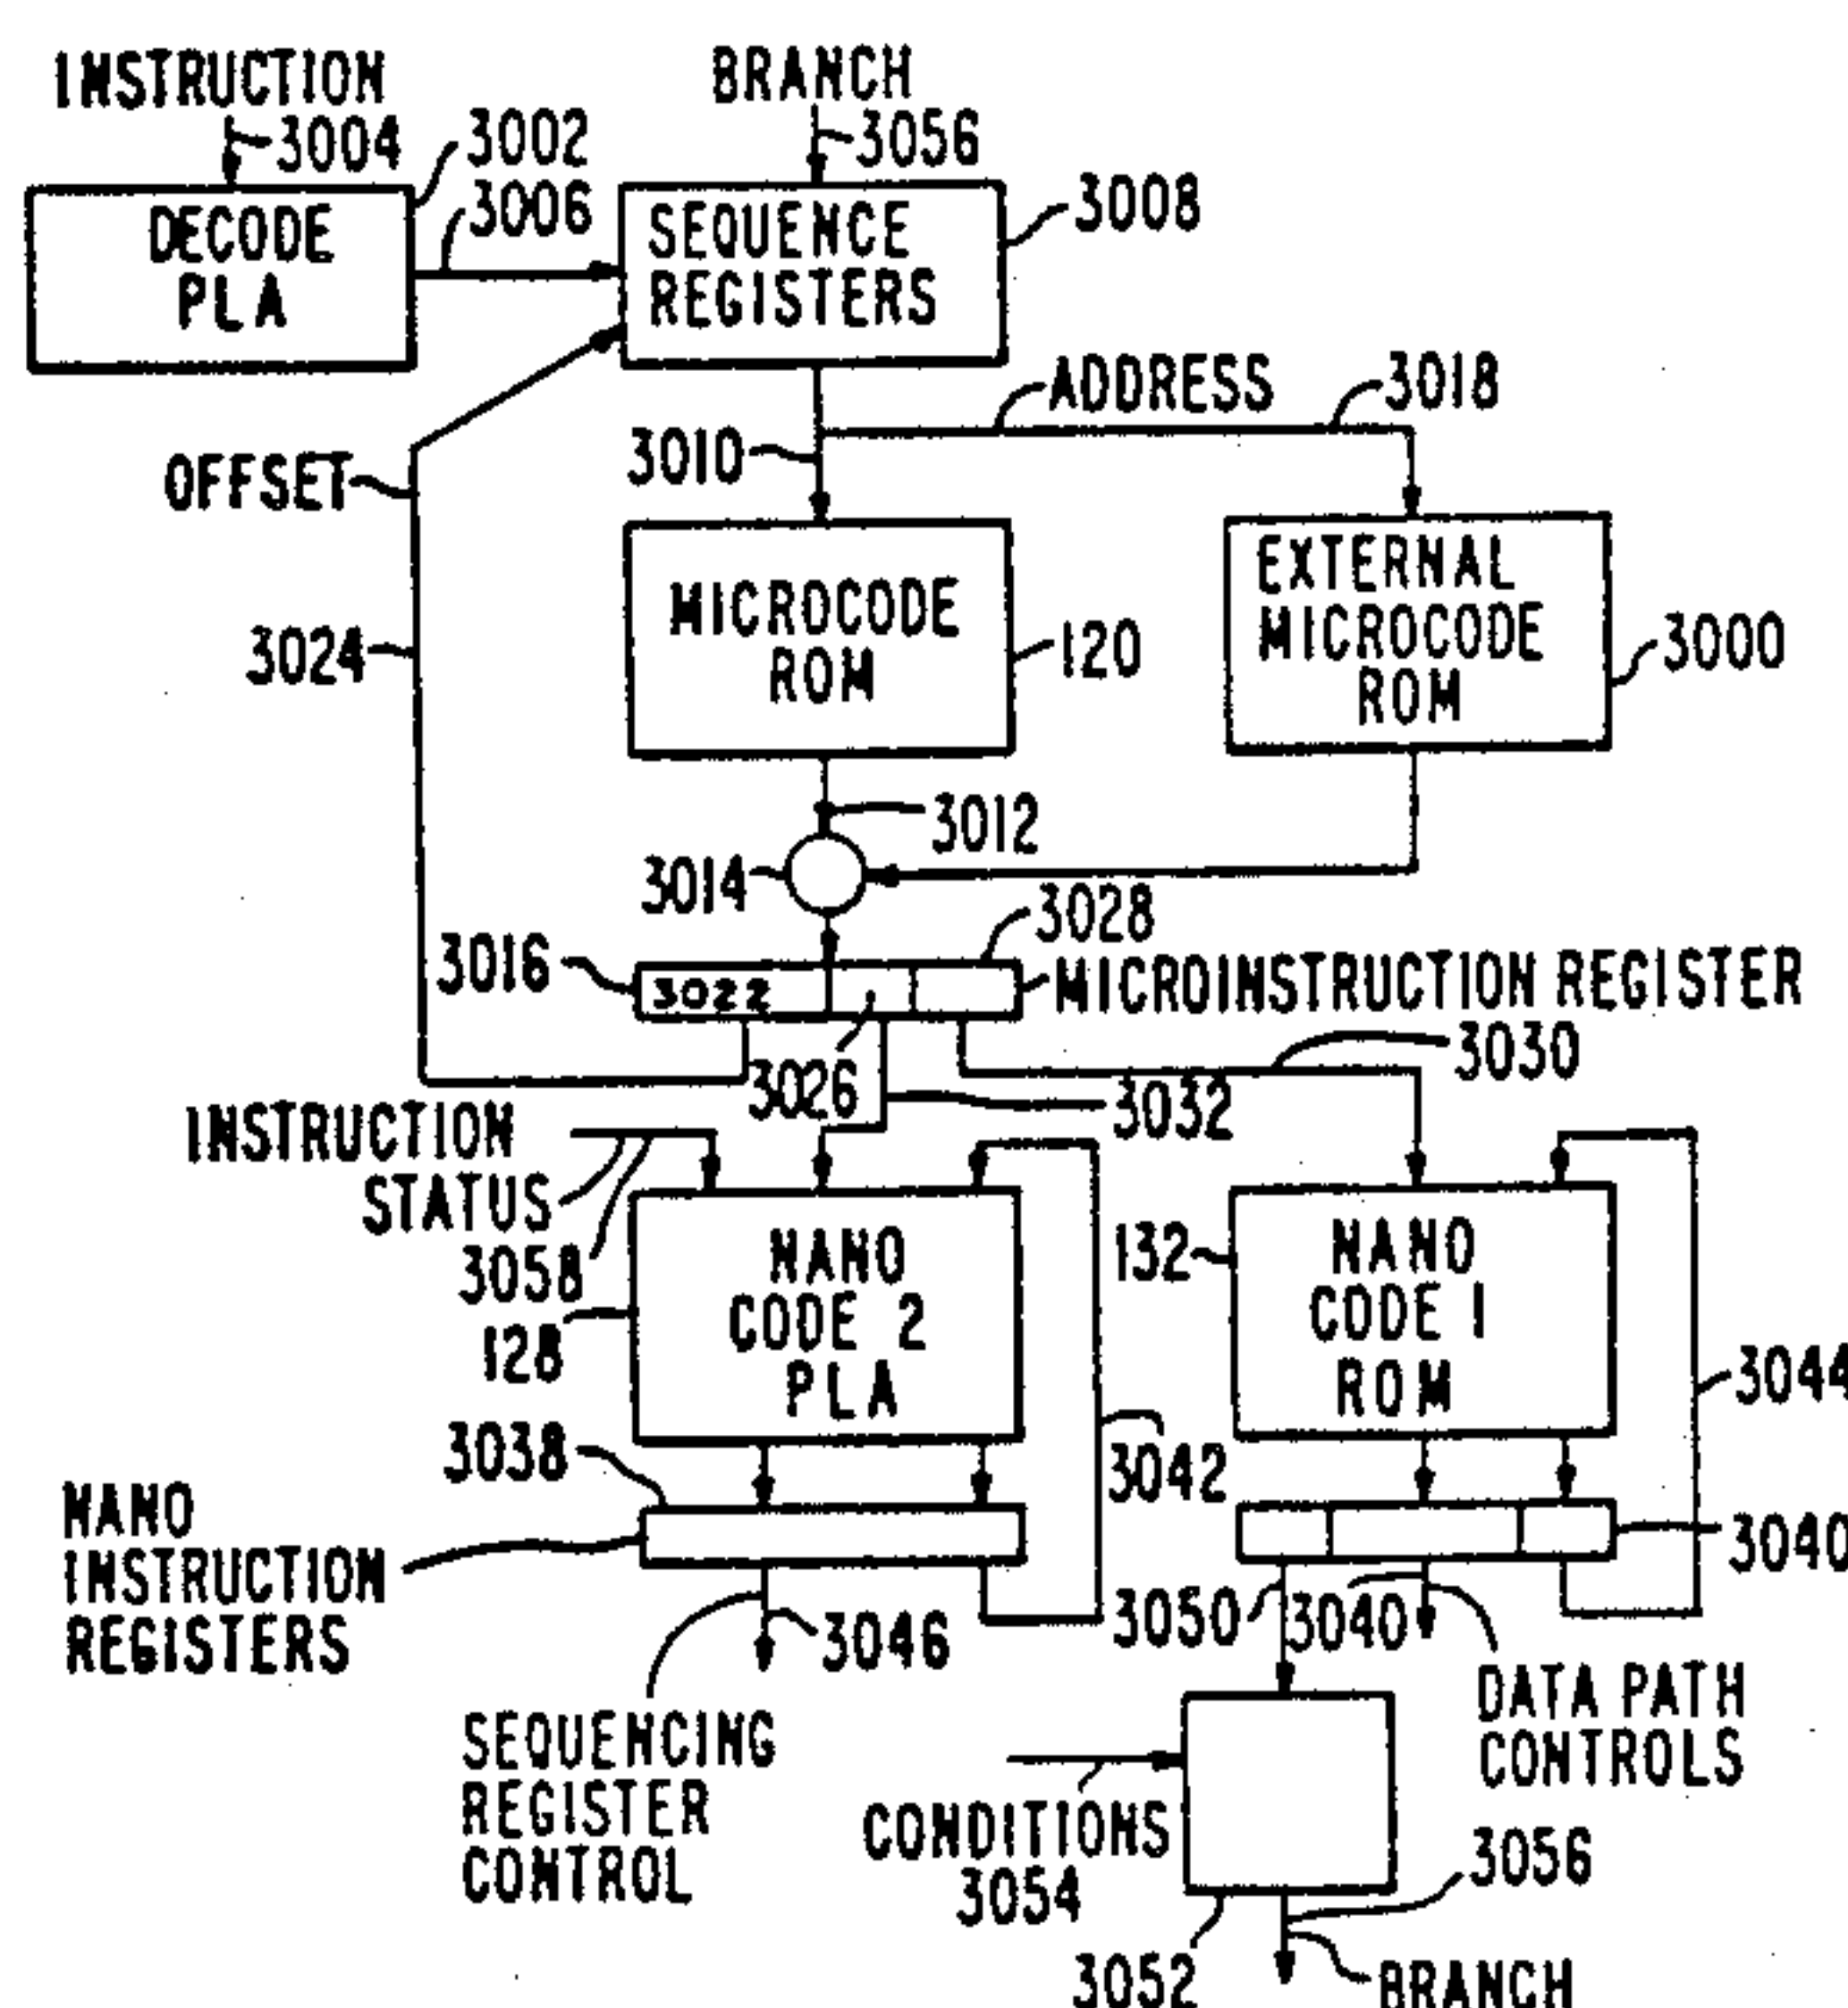 INSTRUCTION
3004
3002
3006
DECODE
PLA
BRANCH
3056
SEQUENCE
REGISTERS
3008
ADDRESS
3018
3010
OFFSET
3024
MICROCODE
ROM
120
EXTERNAL
MICROCODE
ROM
3000
3012
3014
3028
3016
3022
MICROINSTRUCTION REGISTER
3026
3030
3032
INSTRUCTION
STATUS
3058
128
NANO
CODE 2
PLA
132
NANO
CODE 1
ROM
3044
3038
3042
NANO
INSTRUCTION
REGISTERS
3040
3050
3040
3046
DATA PATH
CONTROLS
SEQUENCING
REGISTER
CONTROL
CONDITIONS
3054
3056
3052
BRANCH